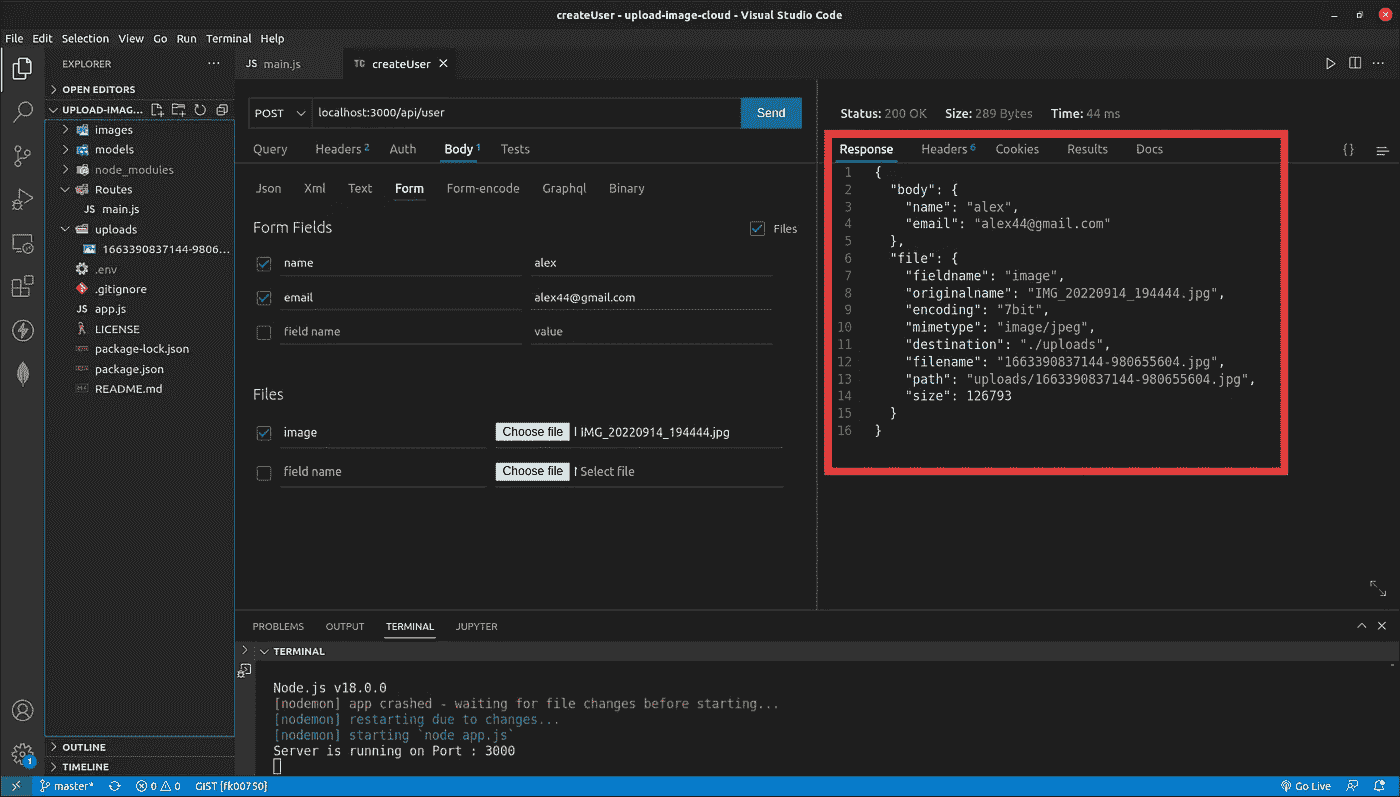 createUser - upload-image-cloud - Visual Studio Code
File Edit Selection View Go Run Terminal Help
EXPLORER
OPEN EDITORS
UPLOAD-IMAG...
images
models
node_modules
Routes
JS main.js
uploads
1663390837144-9806...
.env
.gitignore
JS app.js
LICENSE
package-lock.json
package.json
README.md
OUTLINE
TIMELINE
JS main.js
TC createUser
POST localhost:3000/api/user Send
Query Headers 2 Auth Body 1 Tests
Json Xml Text Form Form-encode Graphql Binary
Form Fields Files
name alex
email alex44@gmail.com
field name value
Files
image Choose file IMG_20220914_194444.jpg
field name Choose file Select file
Status: 200 OK Size: 289 Bytes Time: 44 ms
Response Headers 6 Cookies Results Docs {}
1 {
2 "body": {
3 "name": "alex",
4 "email": "alex44@gmail.com"
5 },
6 "file": {
7 "fieldname": "image",
8 "originalname": "IMG_20220914_194444.jpg",
9 "encoding": "7bit",
10 "mimetype": "image/jpeg",
11 "destination": "./uploads",
12 "filename": "1663390837144-980655604.jpg",
13 "path": "uploads/1663390837144-980655604.jpg",
14 "size": 126793
15 }
16 }
PROBLEMS OUTPUT TERMINAL JUPYTER
TERMINAL
Node.js v18.0.0
[nodemon] app crashed - waiting for file changes before starting...
[nodemon] restarting due to changes...
[nodemon] starting `node app.js`
Server is running on Port : 3000
1
master* 0 0 GIST [fk00750] Go Live